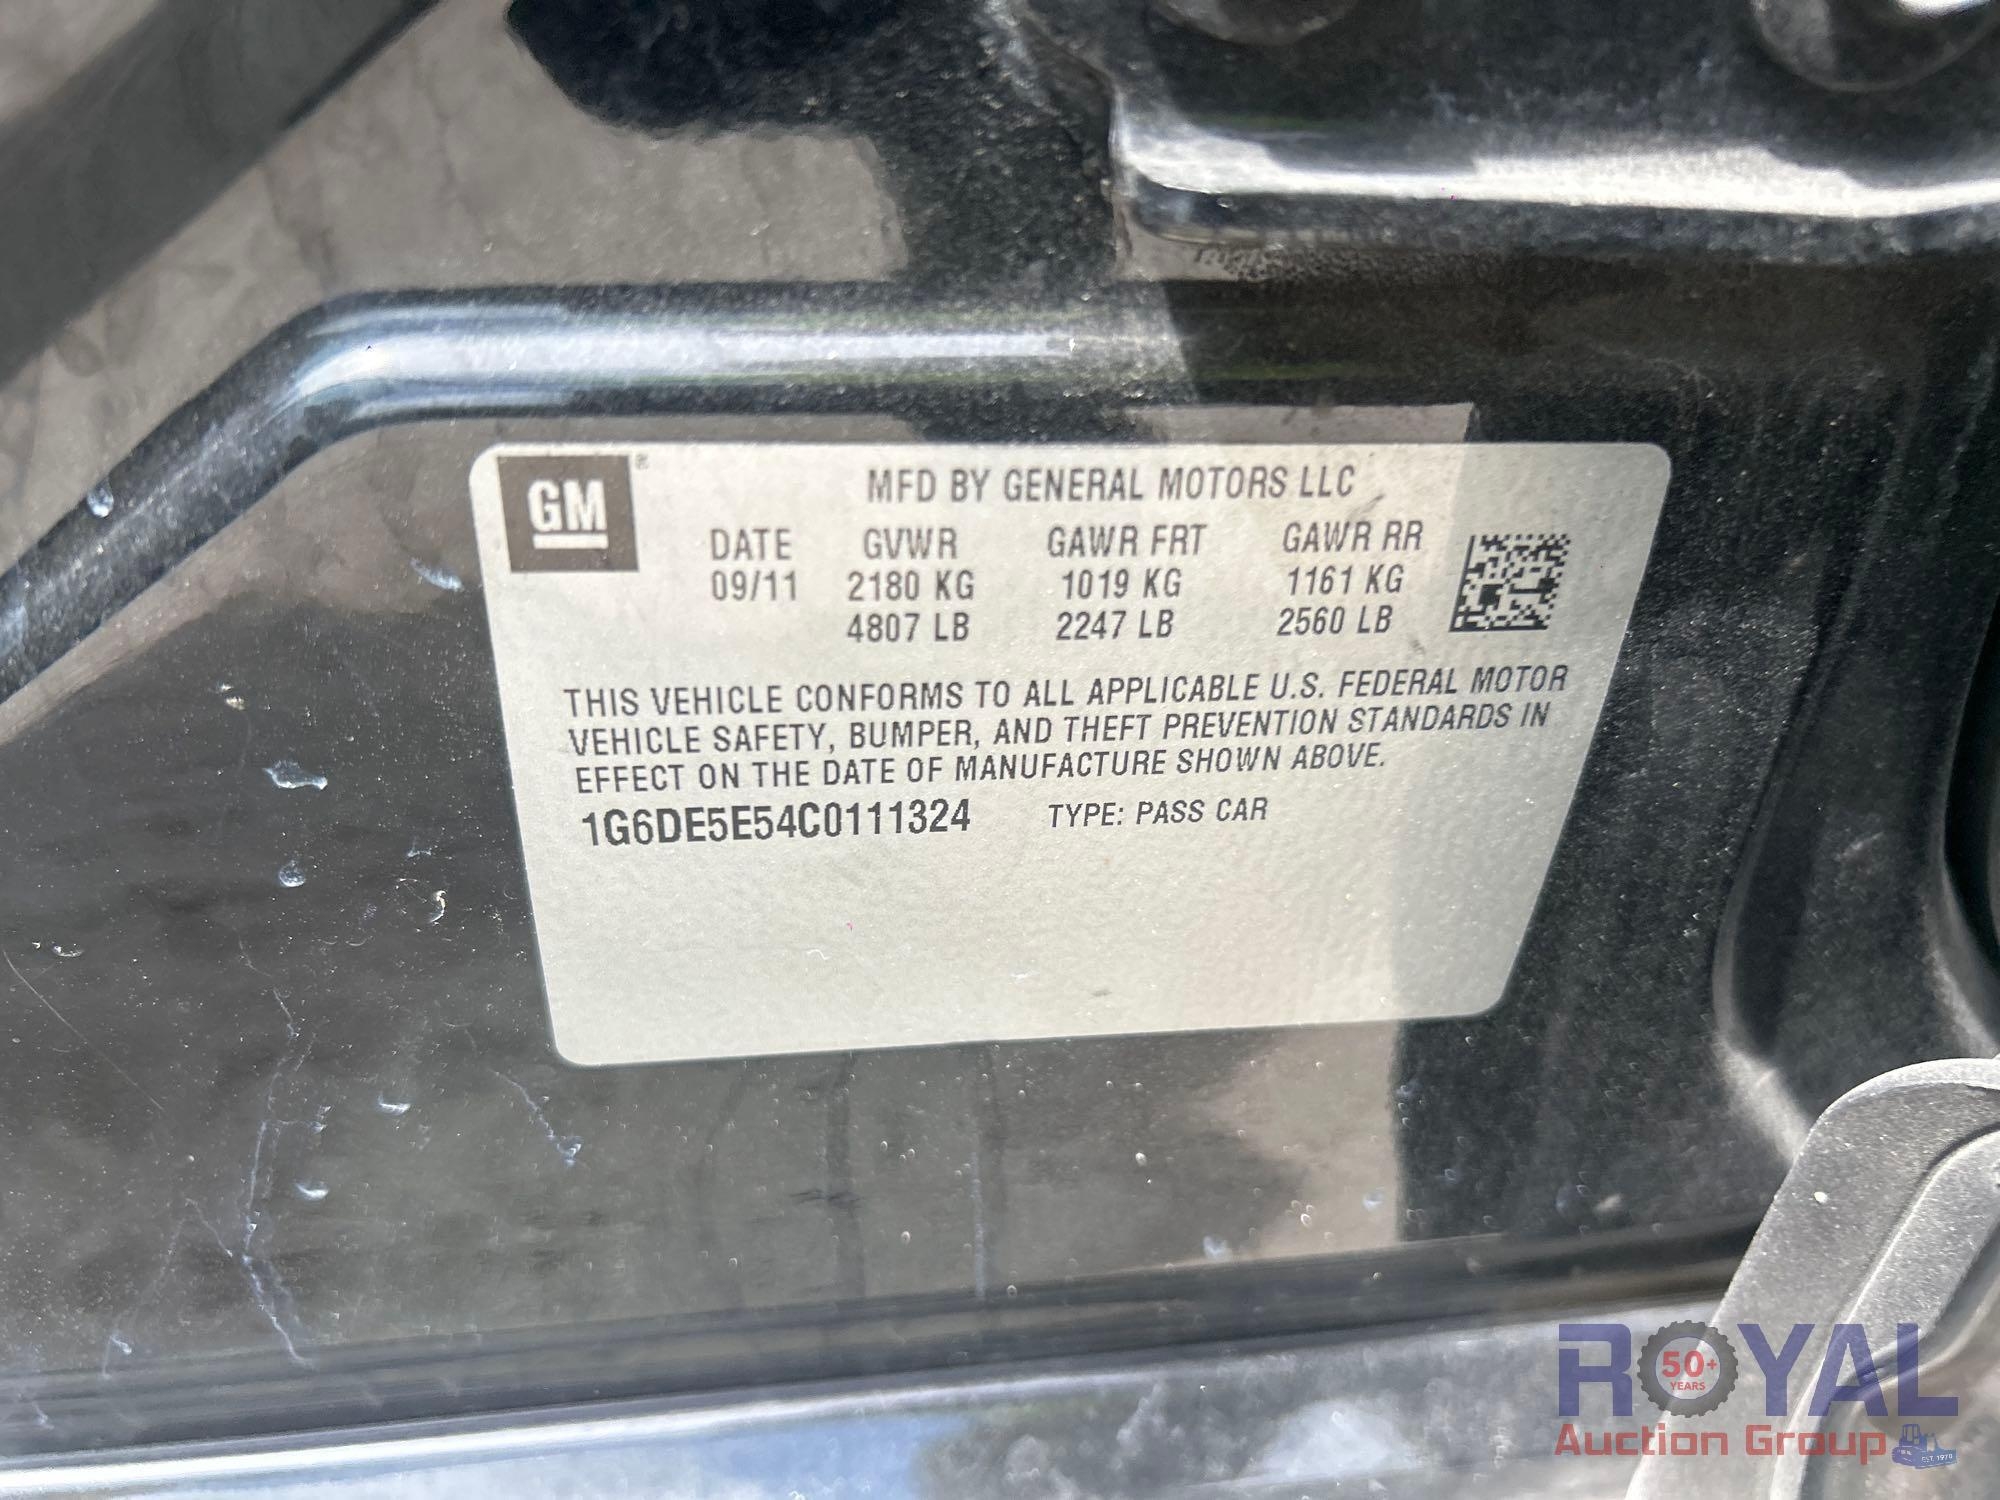 GM®
MFD BY GENERAL MOTORS LLC
DATE GVWR GAWR FRT GAWR RR
09/11 2180 KG 1019 KG 1161 KG
4807 LB 2247 LB 2560 LB
THIS VEHICLE CONFORMS TO ALL APPLICABLE U.S. FEDERAL MOTOR
VEHICLE SAFETY, BUMPER, AND THEFT PREVENTION STANDARDS IN
EFFECT ON THE DATE OF MANUFACTURE SHOWN ABOVE.
1G6DE5E54C0111324 TYPE: PASS CAR
ROYAL
50+
YEARS
Auction Group
EST. 1970